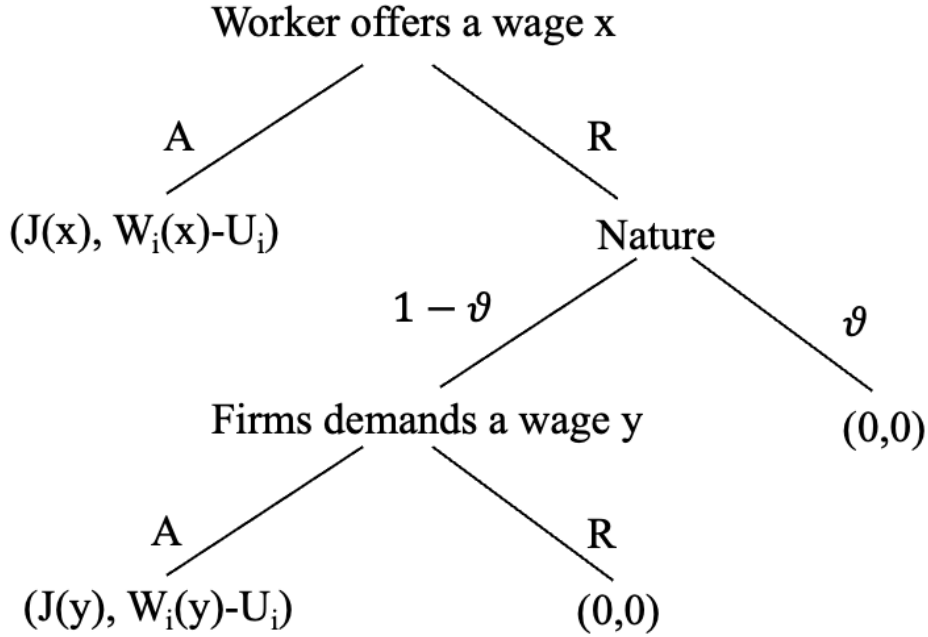 Worker offers a wage x
A
R
(J(x), Wᵢ(x)-Uᵢ)
Nature
1 − ϑ
ϑ
Firms demands a wage y
(0,0)
A
R
(J(y), Wᵢ(y)-Uᵢ)
(0,0)